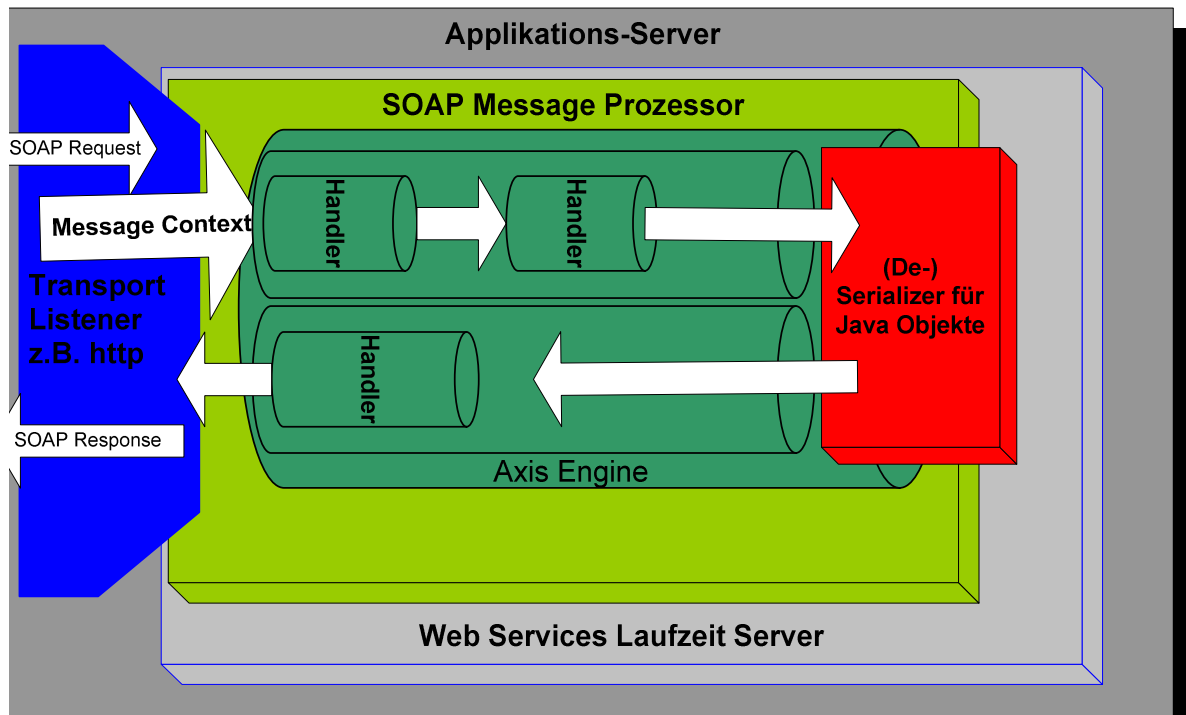 Applikations-Server
SOAP Message Prozessor
SOAP Request
Message Context
Handler
Handler
Transport
Listener
z.B. http
(De-)
Serializer für
Java Objekte
Handler
SOAP Response
Axis Engine
Web Services Laufzeit Server